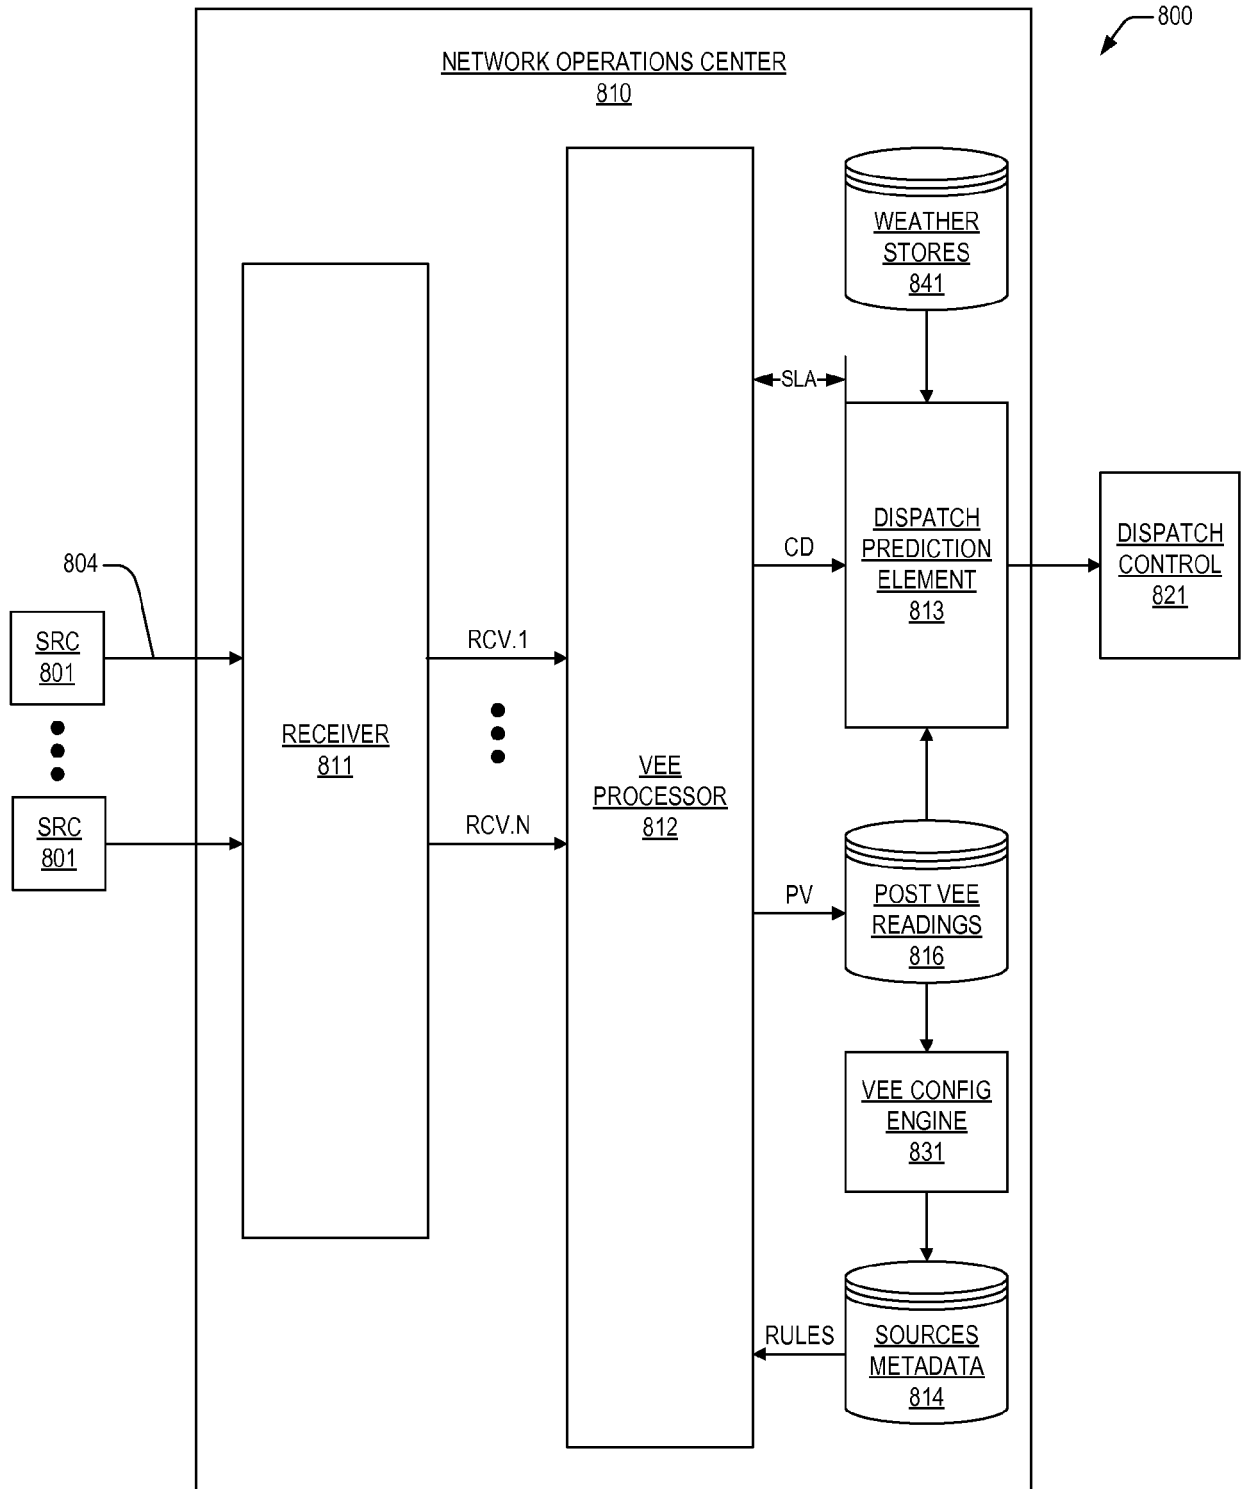 800
NETWORK OPERATIONS CENTER
810
WEATHER
STORES
841
SLA
DISPATCH
PREDICTION
ELEMENT
813
CD
DISPATCH
CONTROL
821
804
SRC
801
RCV.1
RECEIVER
811
VEE
PROCESSOR
812
SRC
801
RCV.N
PV
POST VEE
READINGS
816
VEE CONFIG
ENGINE
831
RULES
SOURCES
METADATA
814